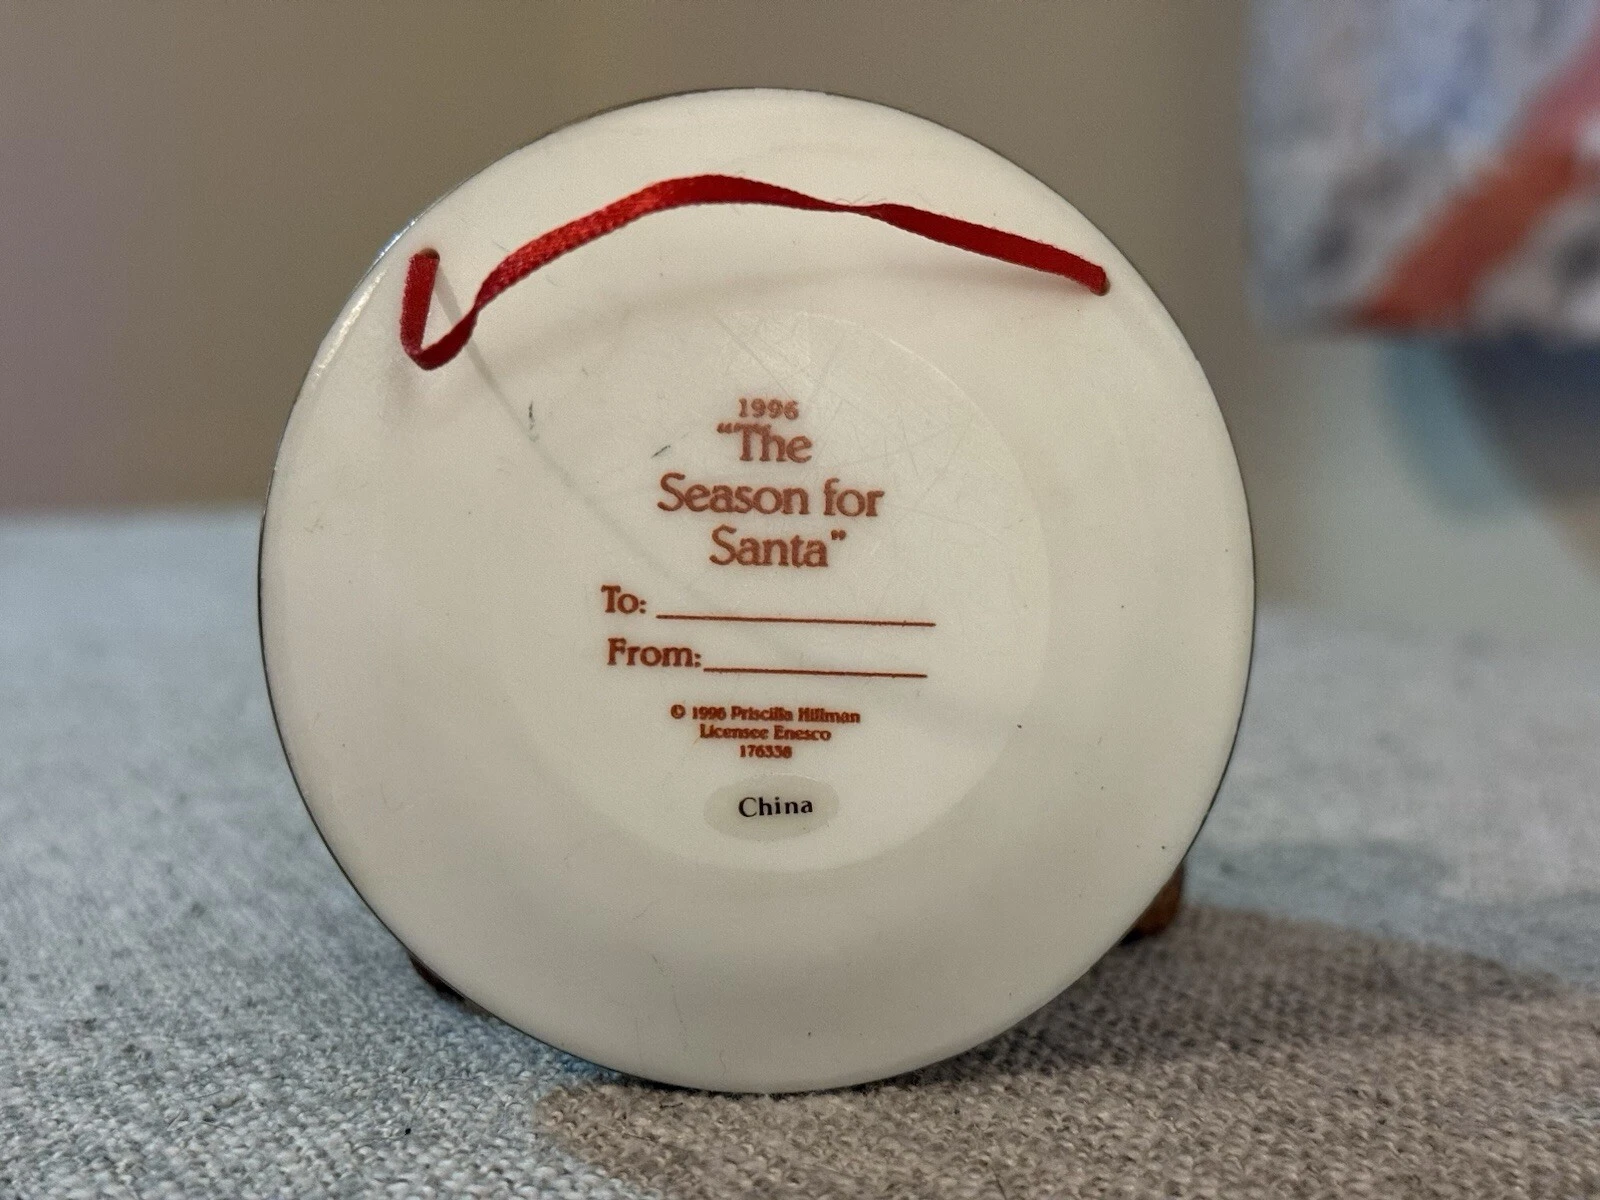 1996
“The
Season for
Santa”
To:
From:
© 1996 Priscilla Hillman
Licensee Enesco
176338
China